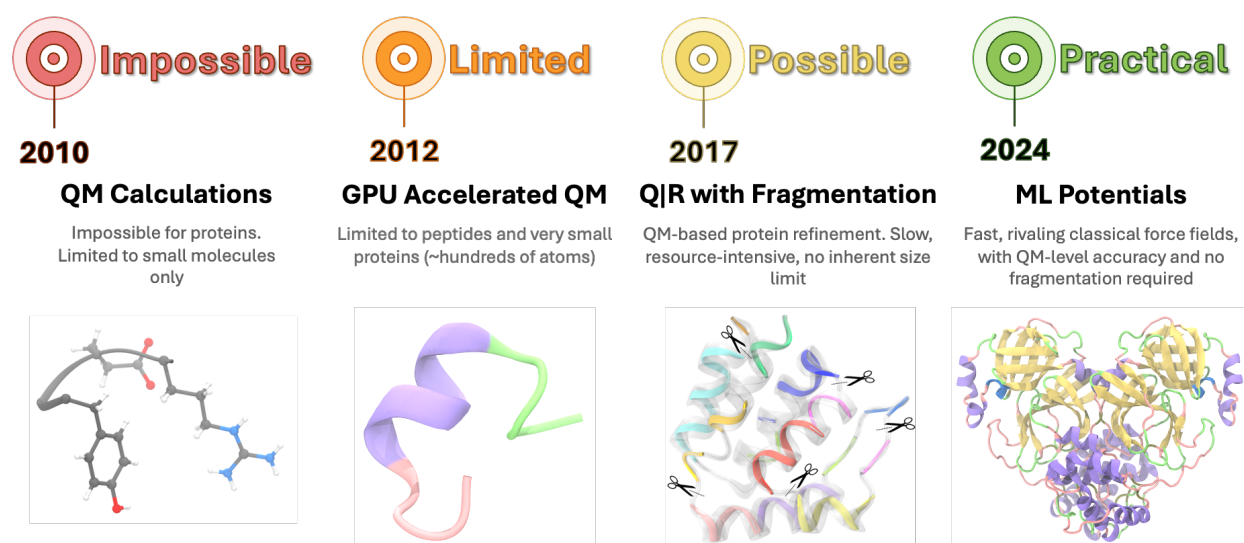 Impossible
2010
QM Calculations
Impossible for proteins.
Limited to small molecules
only
Limited
2012
GPU Accelerated QM
Limited to peptides and very small
proteins (~hundreds of atoms)
Possible
2017
Q|R with Fragmentation
QM-based protein refinement. Slow,
resource-intensive, no inherent size
limit
Practical
2024
ML Potentials
Fast, rivaling classical force fields,
with QM-level accuracy and no
fragmentation required